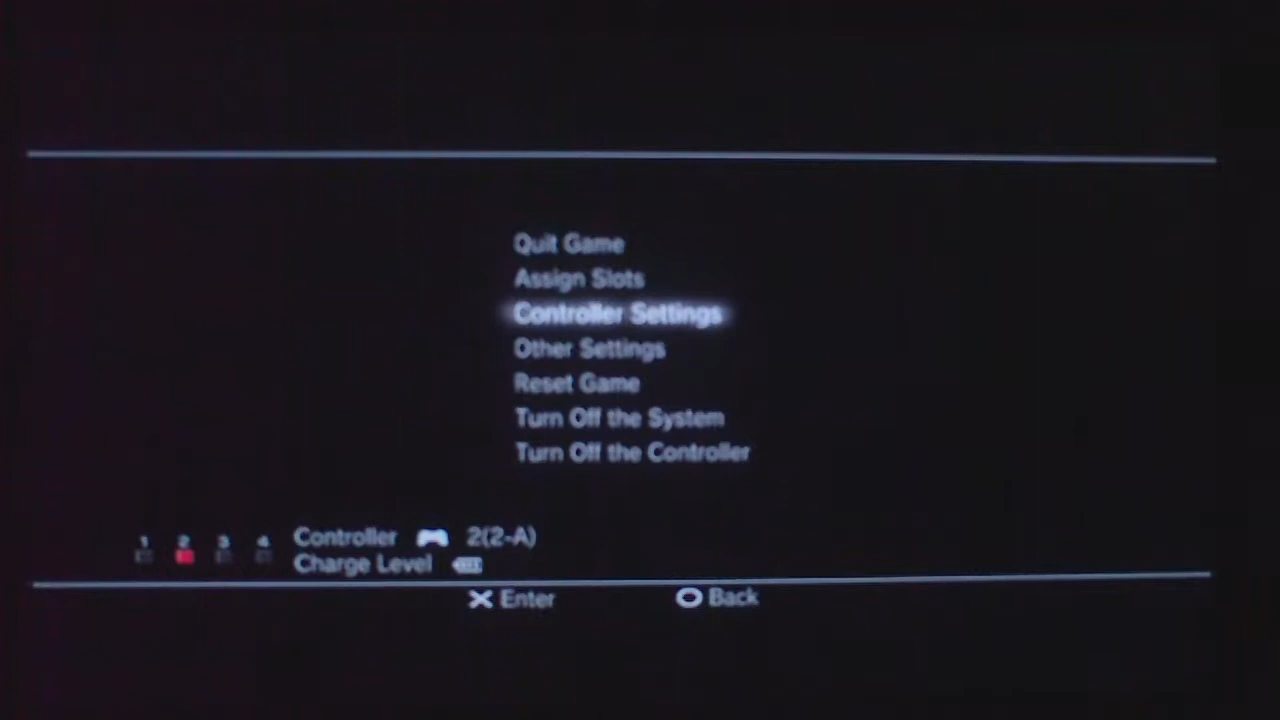 Quit Game
Assign Slots
Controller Settings
Other Settings
Reset Game
Turn Off the System
Turn Off the Controller
1 2 3 4
Controller 2(2-A)
Charge Level
Enter Back